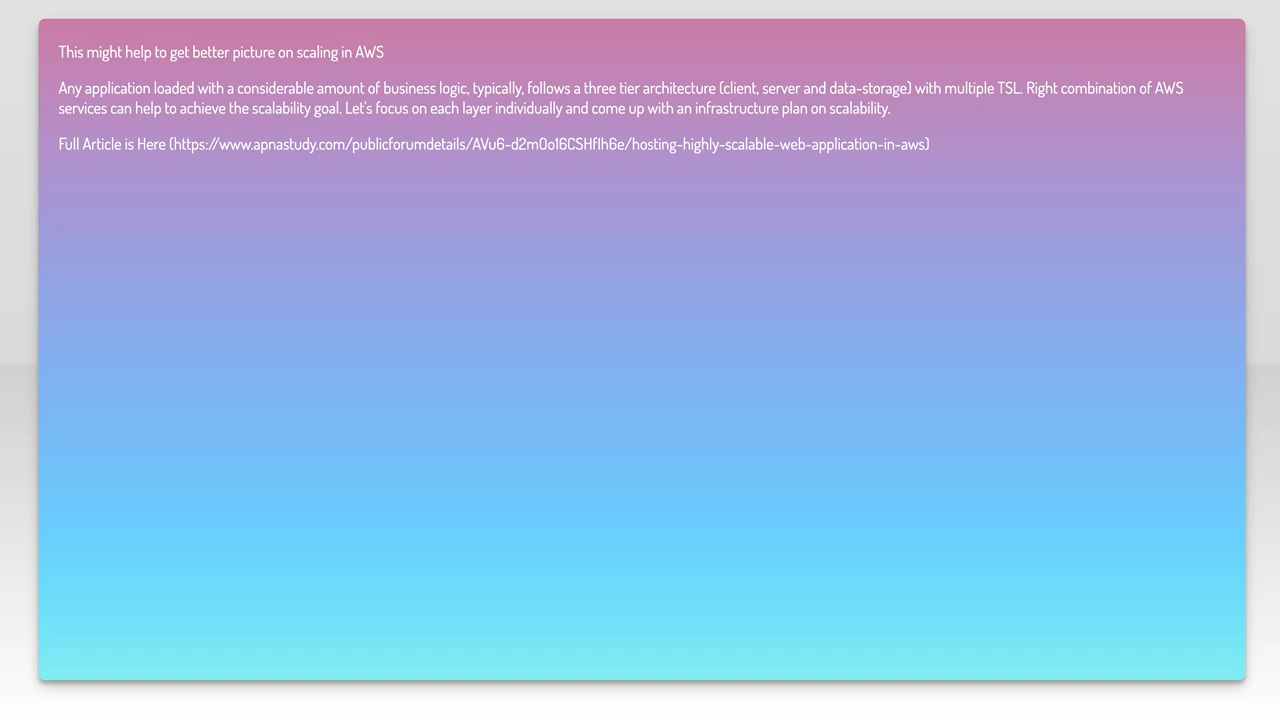 This might help to get better picture on scaling in AWS
Any application loaded with a considerable amount of business logic, typically, follows a three tier architecture (client, server and data-storage) with multiple TSL. Right combination of AWS
services can help to achieve the scalability goal. Let's focus on each layer individually and come up with an infrastructure plan on scalability.
Full Article is Here (https://www.apnastudy.com/publicforumdetails/AVu6-d2m0o16CSHflh6e/hosting-highly-scalable-web-application-in-aws)